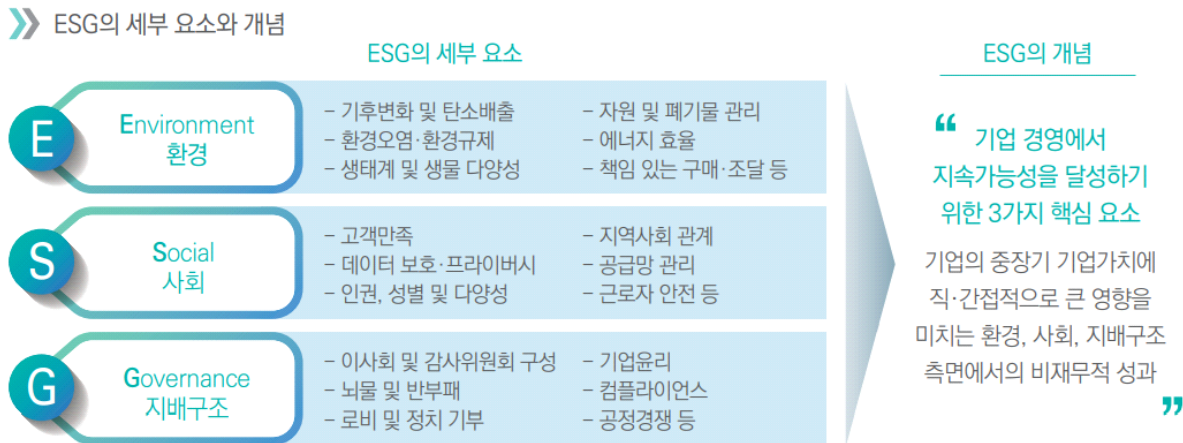 ESG의 세부 요소와 개념
ESG의 세부 요소
E
Environment
환경
- 기후변화 및 탄소배출
- 환경오염·환경규제
- 생태계 및 생물 다양성
- 자원 및 폐기물 관리
- 에너지 효율
- 책임 있는 구매·조달 등
S
Social
사회
- 고객만족
- 데이터 보호·프라이버시
- 인권, 성별 및 다양성
- 지역사회 관계
- 공급망 관리
- 근로자 안전 등
G
Governance
지배구조
- 이사회 및 감사위원회 구성
- 뇌물 및 반부패
- 로비 및 정치 기부
- 기업윤리
- 컴플라이언스
- 공정경쟁 등
ESG의 개념
“ 기업 경영에서
지속가능성을 달성하기
위한 3가지 핵심 요소
기업의 중장기 기업가치에
직·간접적으로 큰 영향을
미치는 환경, 사회, 지배구조
측면에서의 비재무적 성과
”